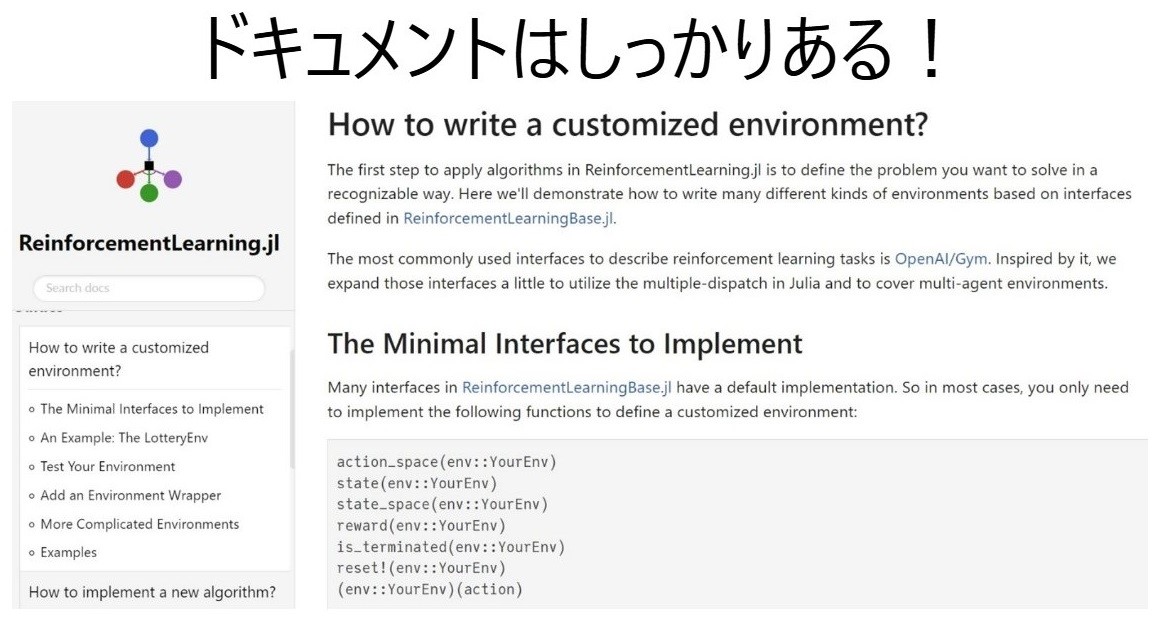 ドキュメントはしっかりある！
ReinforcementLearning.jl
Search docs
How to write a customized
environment?
The Minimal Interfaces to Implement
An Example: The LotteryEnv
Test Your Environment
Add an Environment Wrapper
More Complicated Environments
Examples
How to implement a new algorithm?
How to write a customized environment?
The first step to apply algorithms in ReinforcementLearning.jl is to define the problem you want to solve in a
recognizable way. Here we'll demonstrate how to write many different kinds of environments based on interfaces
defined in ReinforcementLearningBase.jl.
The most commonly used interfaces to describe reinforcement learning tasks is OpenAI/Gym. Inspired by it, we
expand those interfaces a little to utilize the multiple-dispatch in Julia and to cover multi-agent environments.
The Minimal Interfaces to Implement
Many interfaces in ReinforcementLearningBase.jl have a default implementation. So in most cases, you only need
to implement the following functions to define a customized environment:
action_space(env::YourEnv)
state(env::YourEnv)
state_space(env::YourEnv)
reward(env::YourEnv)
is_terminated(env::YourEnv)
reset!(env::YourEnv)
(env::YourEnv)(action)